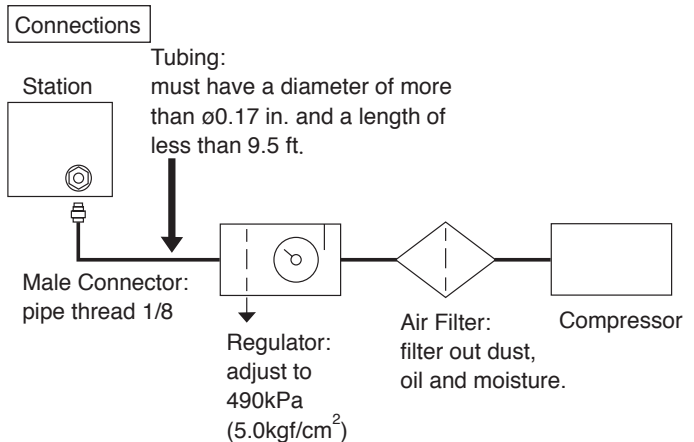 Connections
Tubing:
must have a diameter of more
than ø0.17 in. and a length of
less than 9.5 ft.
Station
Male Connector:
pipe thread 1/8
Regulator:
adjust to
490kPa
(5.0kgf/cm²)
Air Filter:
filter out dust,
oil and moisture.
Compressor